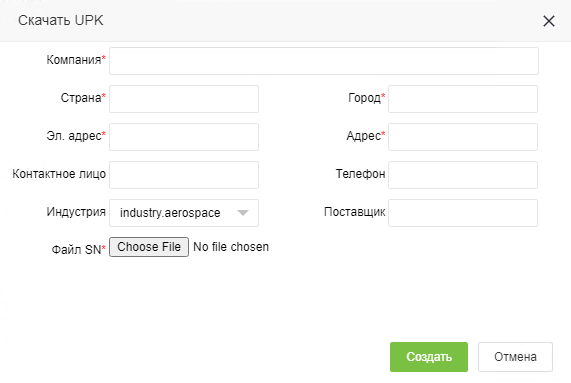 Скачать UPK
Компания*
Страна* Город*
Эл. адрес* Адрес*
Контактное лицо Телефон
Индустрия industry.aerospace Поставщик
Файл SN* Choose File No file chosen
Создать Отмена